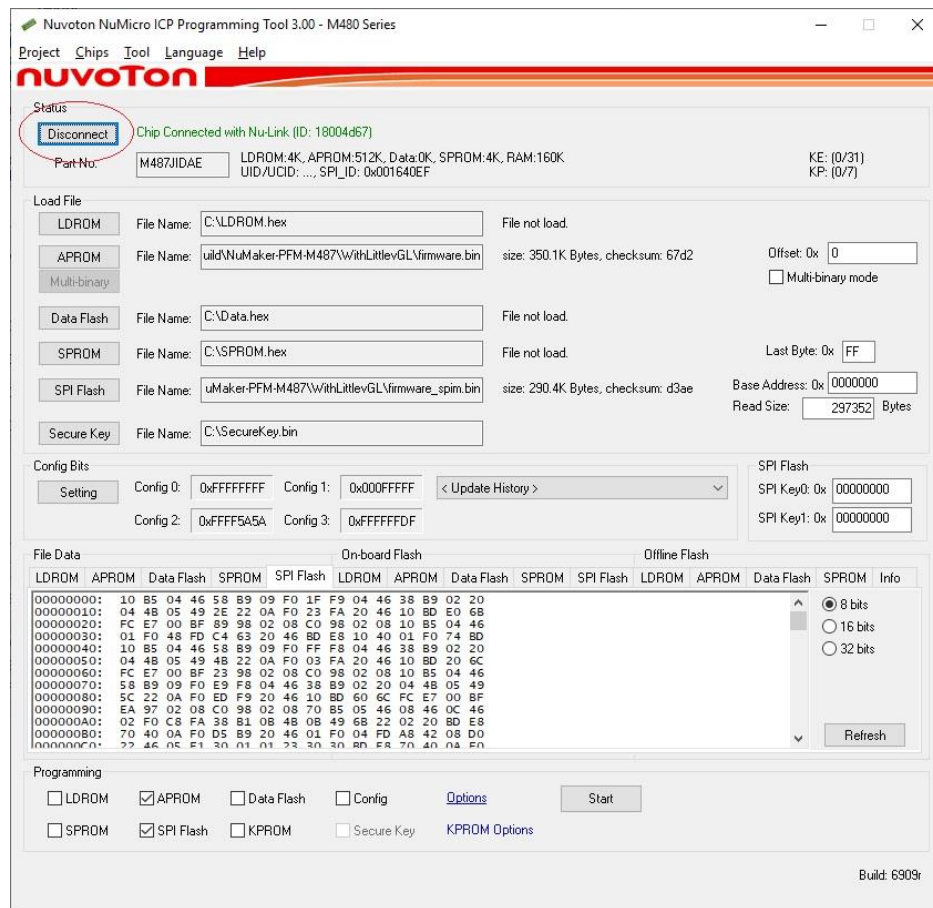 Nuvoton NuMicro ICP Programming Tool 3.00 - M480 Series
Project Chips Tool Language Help
nuvoTon
Status
Disconnect Chip Connected with Nu-Link (ID: 18004d67)
Part No. M487JIDAE LDROM:4K, APROM:512K, Data:0K, SPROM:4K, RAM:160K KE: (0/31)
UID/UCID: ..., SPI_ID: 0x001640EF KP: (0/7)
Load File
LDROM File Name: C:\LDROM.hex File not load.
APROM File Name: uild\NuMaker-PFM-M487\WithLittlevGL\firmware.bin size: 350.1K Bytes, checksum: 67d2 Offset: 0x 0
Multi-binary Multi-binary mode
Data Flash File Name: C:\Data.hex File not load.
SPROM File Name: C:\SPROM.hex File not load. Last Byte: 0x FF
SPI Flash File Name: uMaker-PFM-M487\WithLittlevGL\firmware_spim.bin size: 290.4K Bytes, checksum: d3ae Base Address: 0x 0000000
Read Size: 297352 Bytes
Secure Key File Name: C:\SecureKey.bin
Config Bits SPI Flash
Setting Config 0: 0xFFFFFFFF Config 1: 0x000FFFFF < Update History > SPI Key0: 0x 00000000
Config 2: 0xFFFF5A5A Config 3: 0xFFFFFFDF SPI Key1: 0x 00000000
File Data On-board Flash Offline Flash
LDROM APROM Data Flash SPROM SPI Flash LDROM APROM Data Flash SPROM SPI Flash LDROM APROM Data Flash SPROM Info
00000000: 10 B5 04 46 58 B9 09 F0 1F F9 04 46 38 B9 02 20 8 bits
00000010: 04 4B 05 49 2E 22 0A F0 23 FA 20 46 10 BD E0 6B
00000020: FC E7 00 BF 89 98 02 08 C0 98 02 08 10 B5 04 46 16 bits
00000030: 01 F0 48 FD C4 63 20 46 BD E8 10 40 01 F0 74 BD
00000040: 10 B5 04 46 58 B9 09 F0 FF F8 04 46 38 B9 02 20 32 bits
00000050: 04 4B 05 49 4B 22 0A F0 03 FA 20 46 10 BD 20 6C
00000060: FC E7 00 BF 23 98 02 08 C0 98 02 08 10 B5 04 46
00000070: 58 B9 09 F0 E9 F8 04 46 38 B9 02 20 04 4B 05 49
00000080: 5C 22 0A F0 ED F9 20 46 10 BD 60 6C FC E7 00 BF
00000090: EA 97 02 08 C0 98 02 08 70 B5 05 46 08 46 0C 46
000000A0: 02 F0 C8 FA 38 B1 0B 4B 0B 49 6B 22 02 20 BD E8
000000B0: 70 40 0A F0 D5 B9 20 46 01 F0 04 FD A8 42 08 D0 Refresh
000000C0: 22 46 05 F1 30 01 01 23 30 30 BD E8 70 40 0A F0
Programming
LDROM APROM Data Flash Config Options Start
SPROM SPI Flash KPROM Secure Key KPROM Options
Build: 6909r